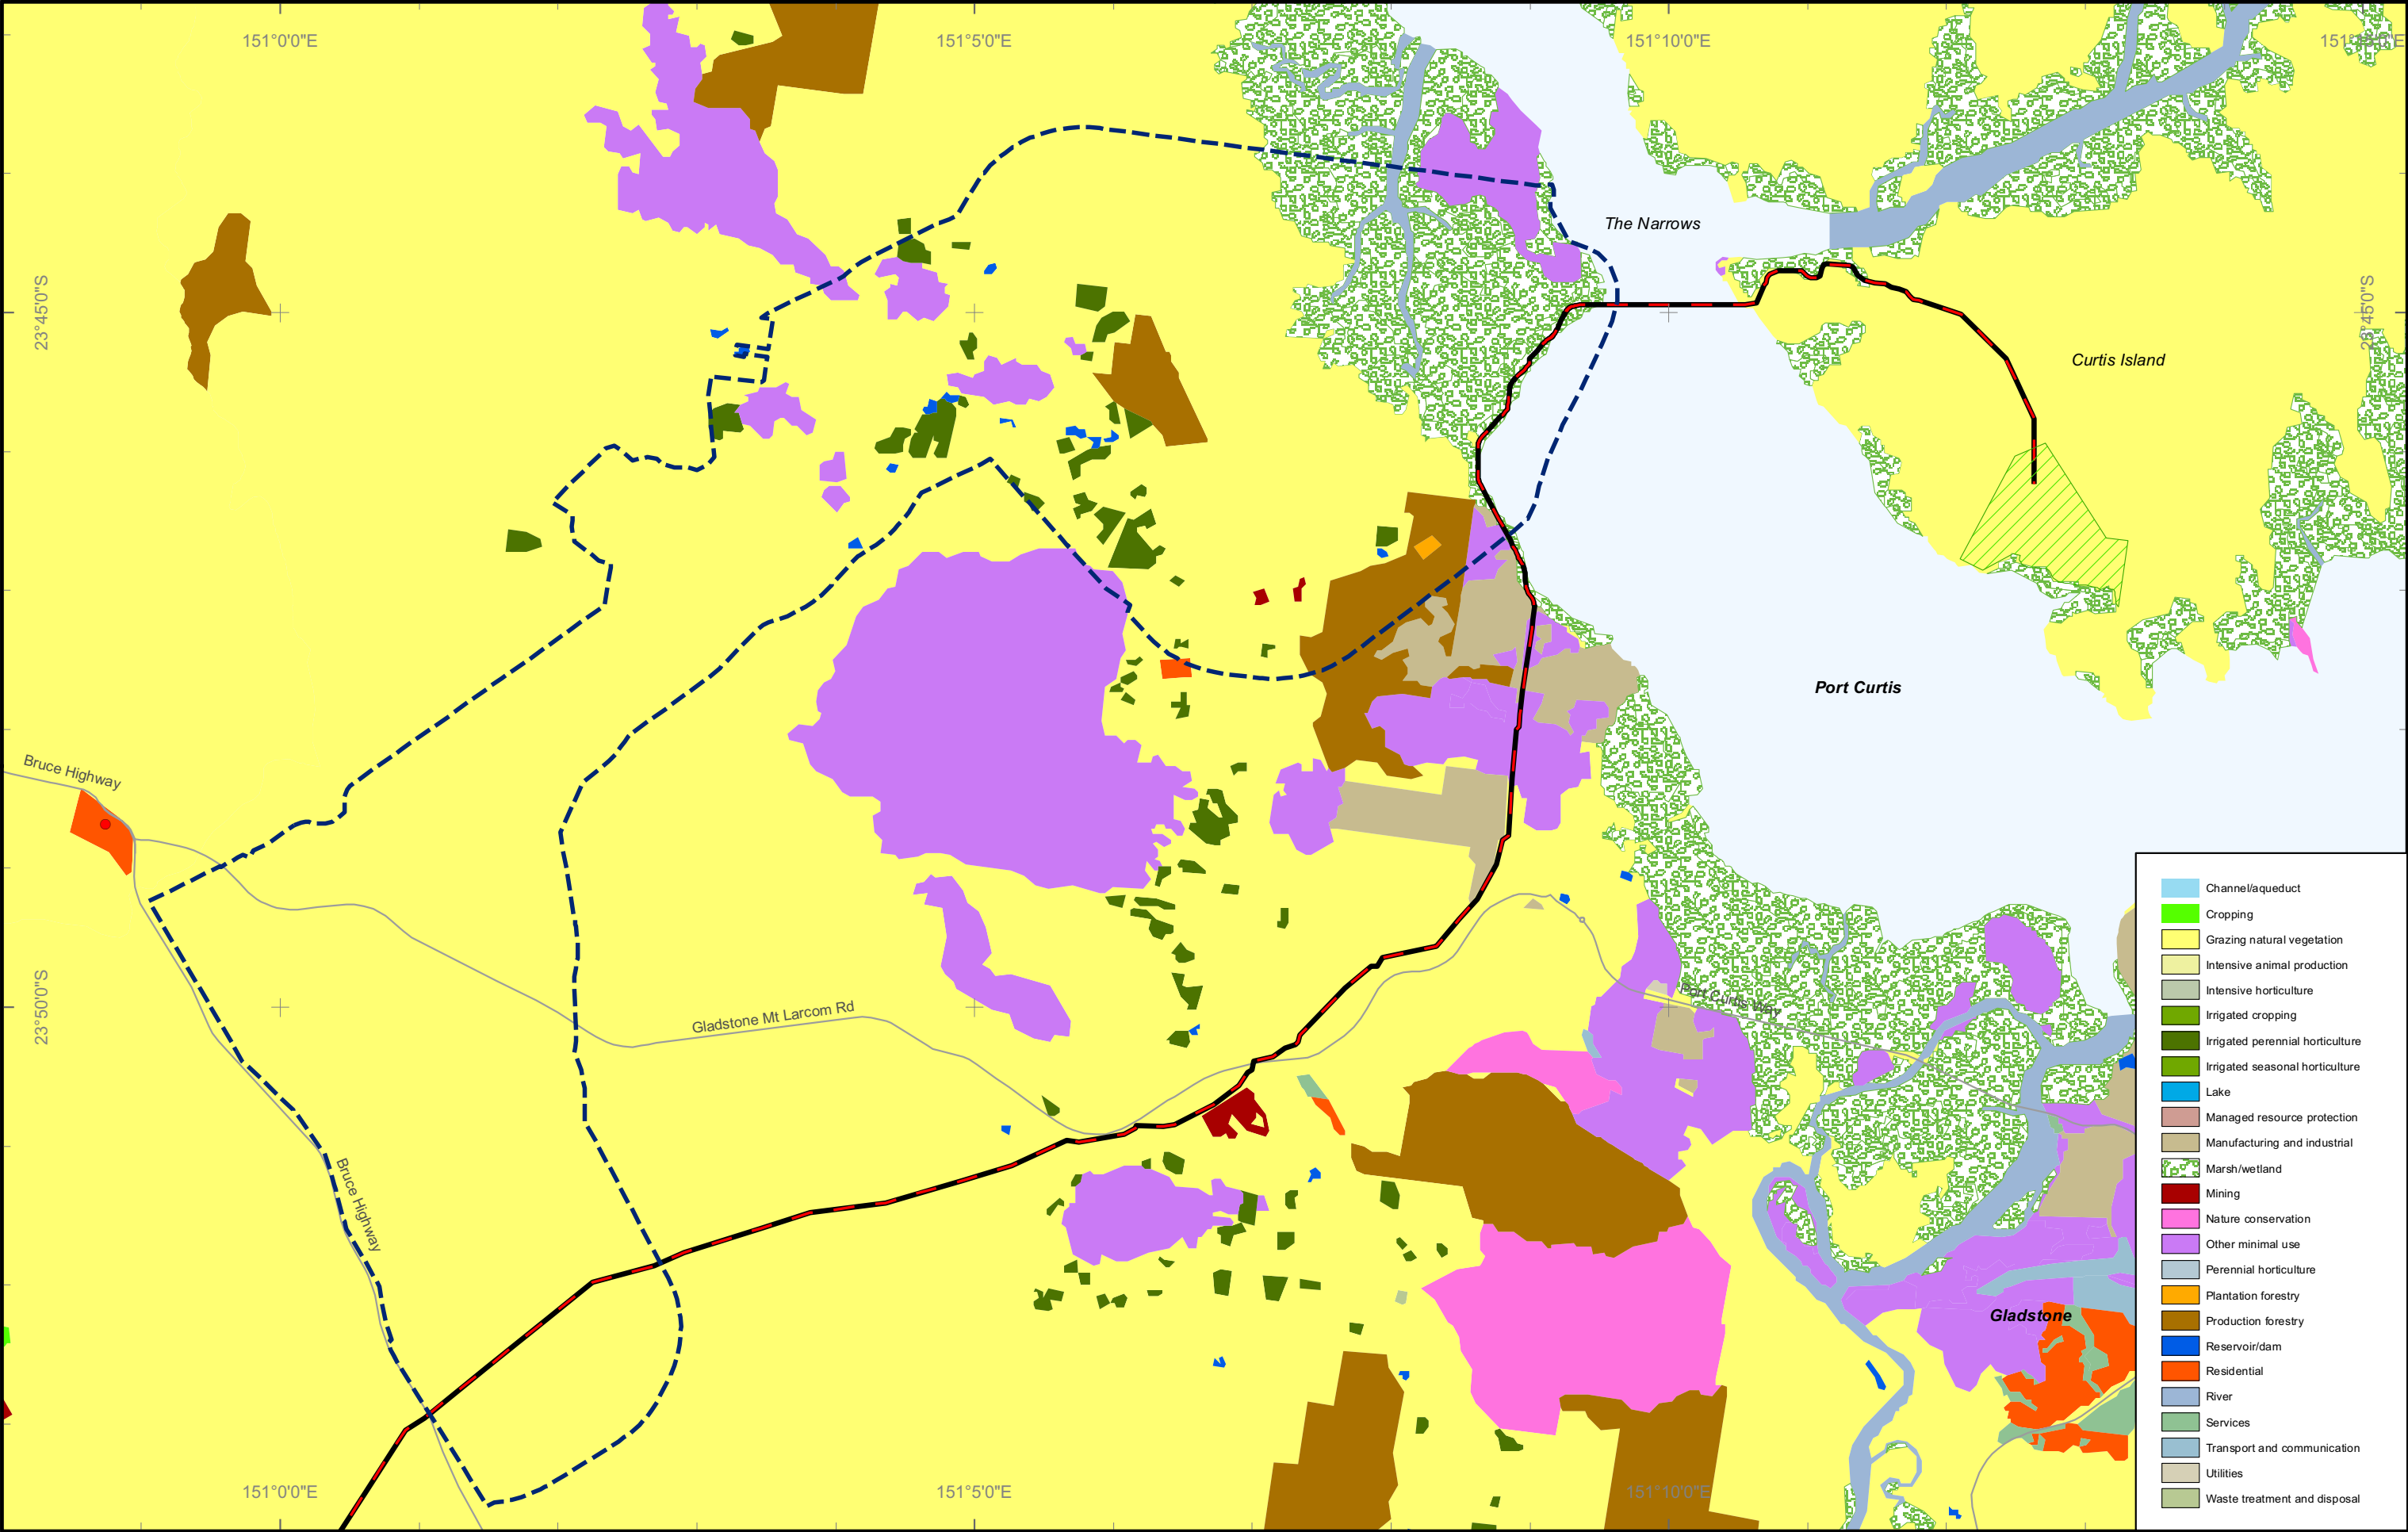 151°0'0"E
151°5'0"E
151°10'0"E
The Narrows
23°45'0"S
23°45'0"S
Curtis Island
Port Curtis
Bruce Highway
23°50'0"S
Gladstone Mt Larcom Rd
Port Curtis Way
Bruce Highway
Gladstone
151°0'0"E
151°5'0"E
151°10'0"E
Channel/aqueduct
Cropping
Grazing natural vegetation
Intensive animal production
Intensive horticulture
Irrigated cropping
Irrigated perennial horticulture
Irrigated seasonal horticulture
Lake
Managed resource protection
Manufacturing and industrial
Marsh/wetland
Mining
Nature conservation
Other minimal use
Perennial horticulture
Plantation forestry
Production forestry
Reservoir/dam
Residential
River
Services
Transport and communication
Utilities
Waste treatment and disposal